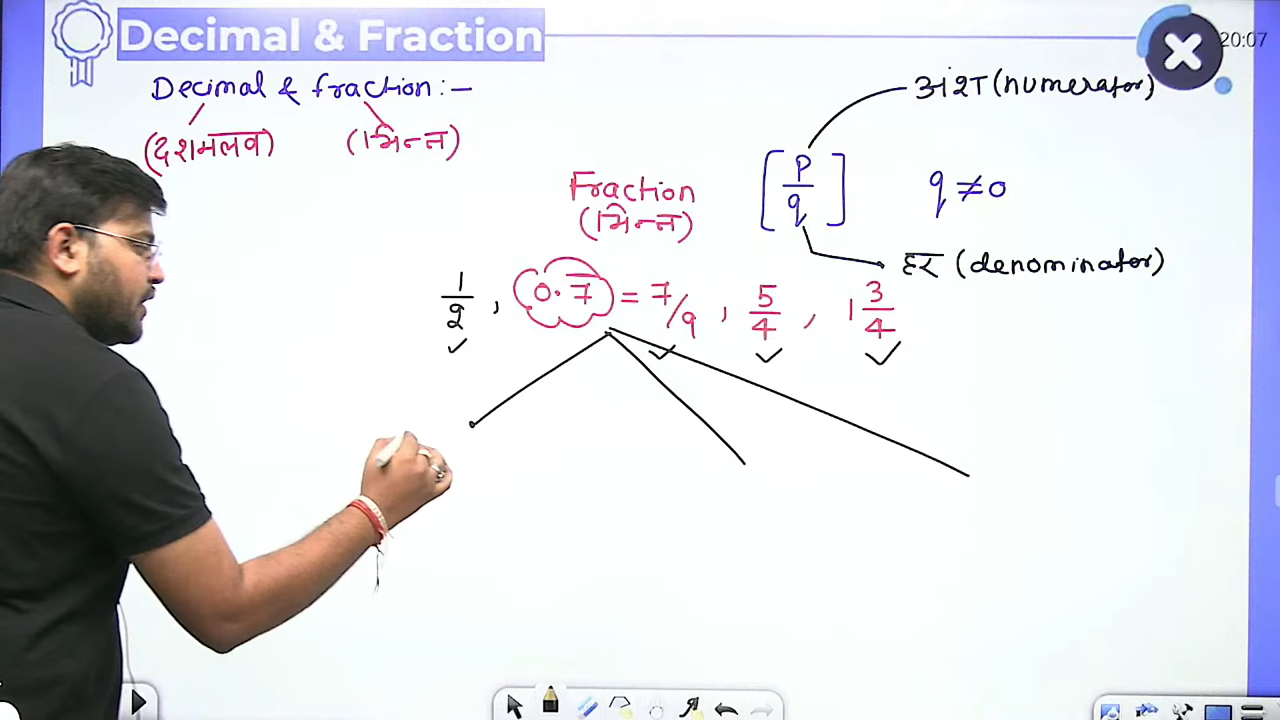 Decimal & Fraction
20:07
Decimal & fraction :-
(दशमलव) (भिन्न)
अंश (numerator)
Fraction
(भिन्न)
[p/q] q ≠ 0
हर (denominator)
1/2 , 0.7̅ = 7/9 , 5/4 , 1 3/4